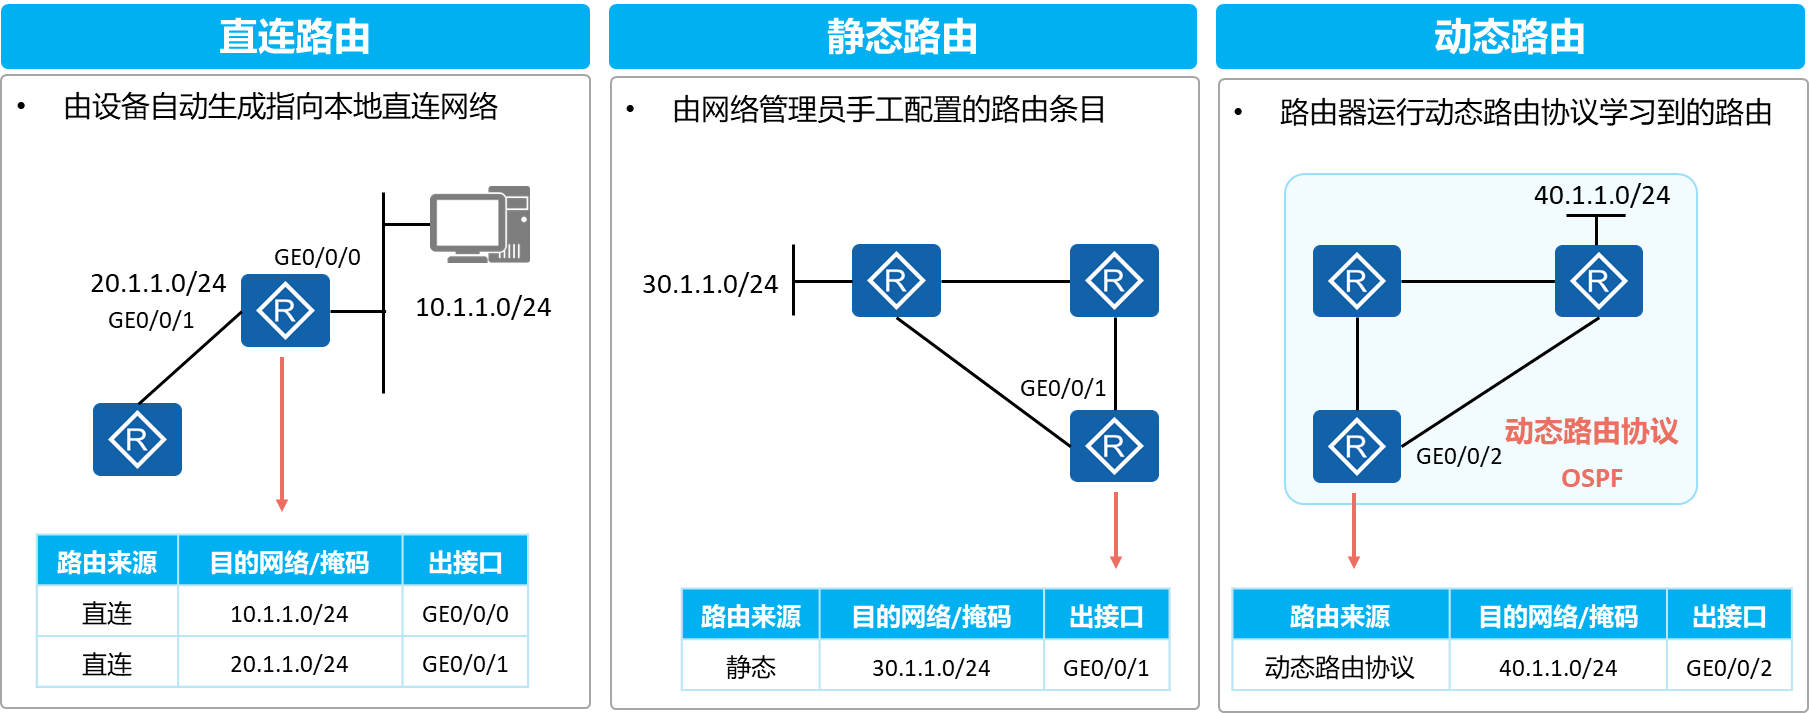 直连路由
• 由设备自动生成指向本地直连网络
GE0/0/0
20.1.1.0/24
GE0/0/1
R
10.1.1.0/24
R
路由来源 目的网络/掩码 出接口
直连 10.1.1.0/24 GE0/0/0
直连 20.1.1.0/24 GE0/0/1
静态路由
• 由网络管理员手工配置的路由条目
30.1.1.0/24
R R
GE0/0/1
R
路由来源 目的网络/掩码 出接口
静态 30.1.1.0/24 GE0/0/1
动态路由
• 路由器运行动态路由协议学习到的路由
40.1.1.0/24
R R
动态路由协议
R
GE0/0/2
OSPF
路由来源 目的网络/掩码 出接口
动态路由协议 40.1.1.0/24 GE0/0/2